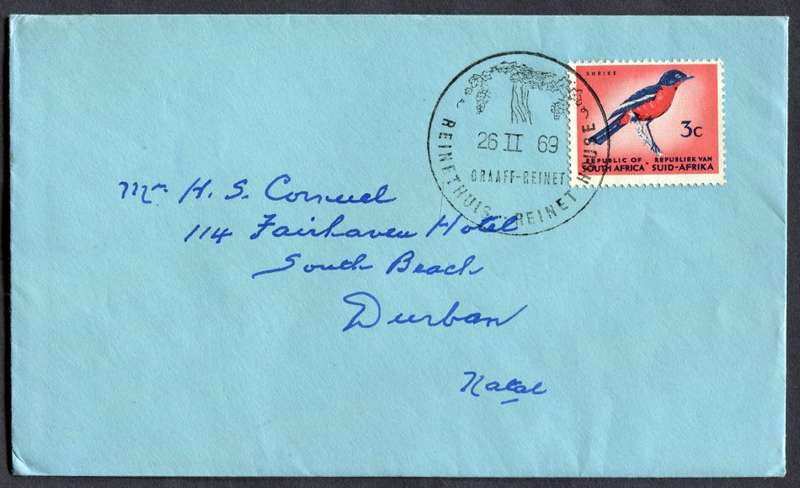 SHRIKE
3c
REPUBLIC OF REPUBLIEK VAN
SOUTH AFRICA SUID-AFRIKA
REINETHUIS REINET HOUSE
26 II 69
GRAAFF-REINET
Mr H. S.
114 Fairhaven Hotel
South Beach
Durban
Natal